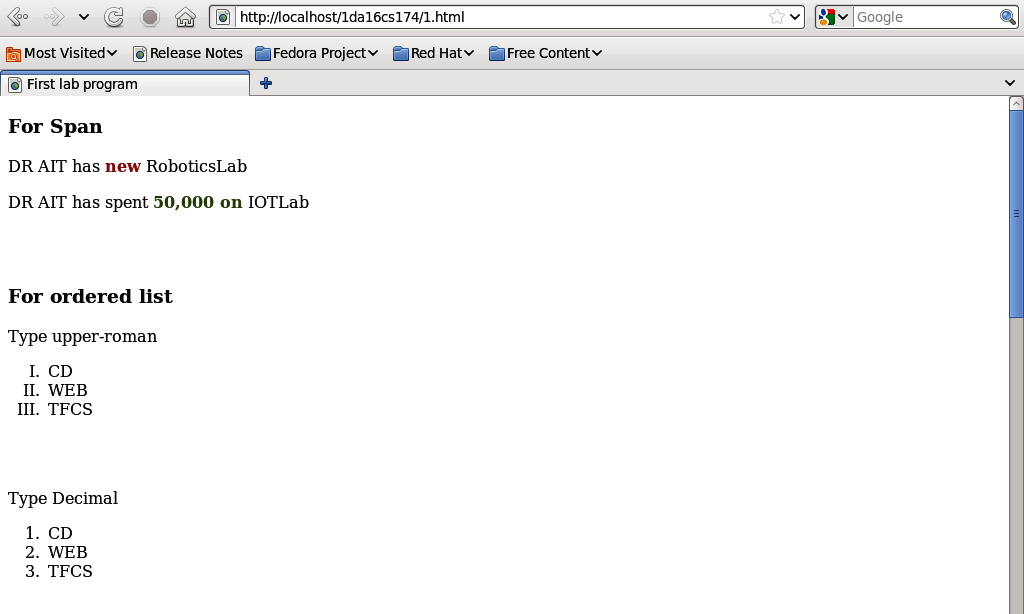 http://localhost/1da16cs174/1.html Google
Most Visited Release Notes Fedora Project Red Hat Free Content
First lab program
For Span
DR AIT has new RoboticsLab
DR AIT has spent 50,000 on IOTLab
For ordered list
Type upper-roman
I. CD
II. WEB
III. TFCS
Type Decimal
1. CD
2. WEB
3. TFCS